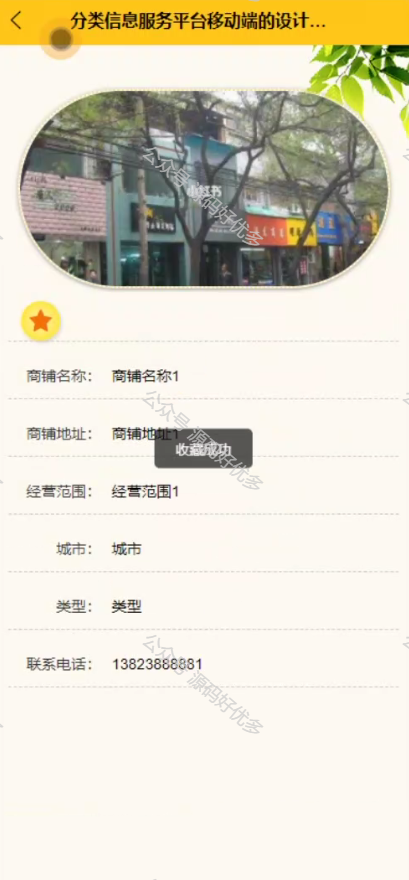 分类信息服务平台移动端的设计...
小红书
公众号 源码好优多
商铺名称： 商铺名称1
商铺地址： 商铺地址1
收藏成功
公众号 源码好优多
经营范围： 经营范围1
城市： 城市
类型： 类型
联系电话： 13823888881
公众号 源码好优多